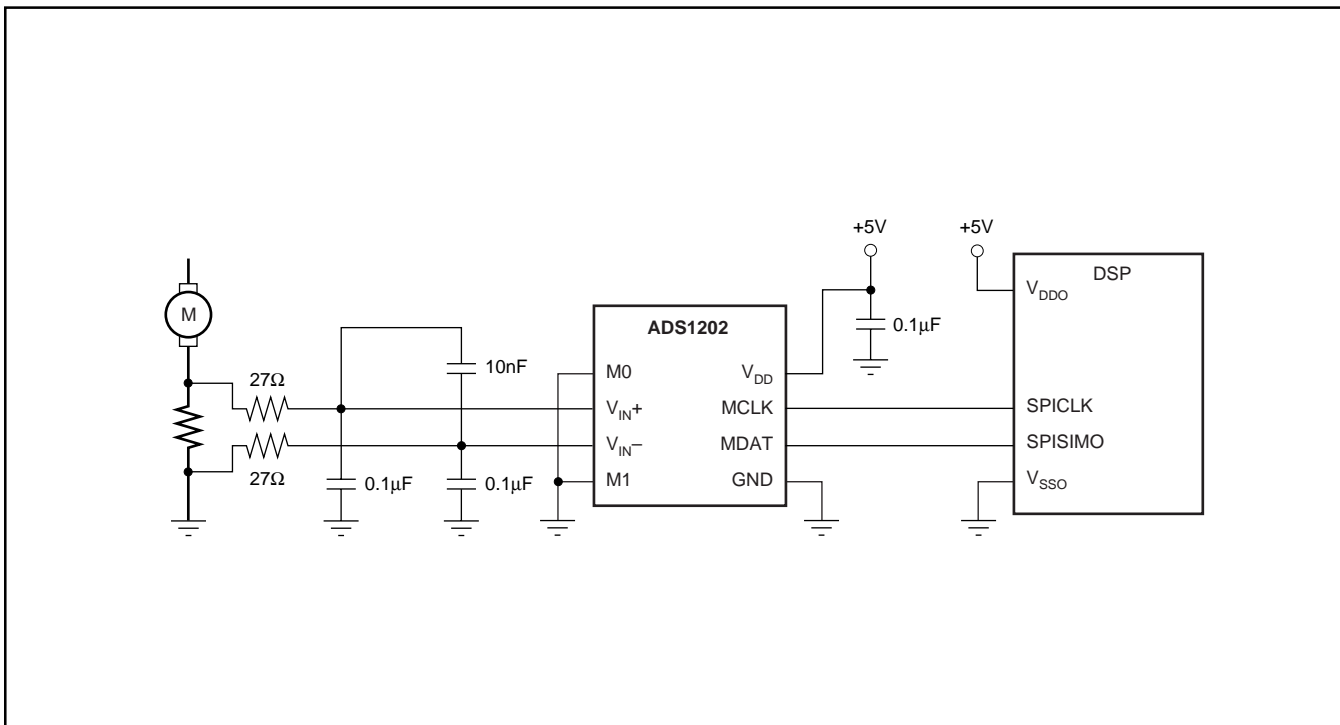 +5V
+5V
DSP
V_DDO
M
ADS1202
0.1μF
10nF
27Ω
M0
V_DD
V_IN+
MCLK
SPICLK
V_IN–
MDAT
SPISIMO
27Ω
0.1μF
0.1μF
M1
GND
V_SSO